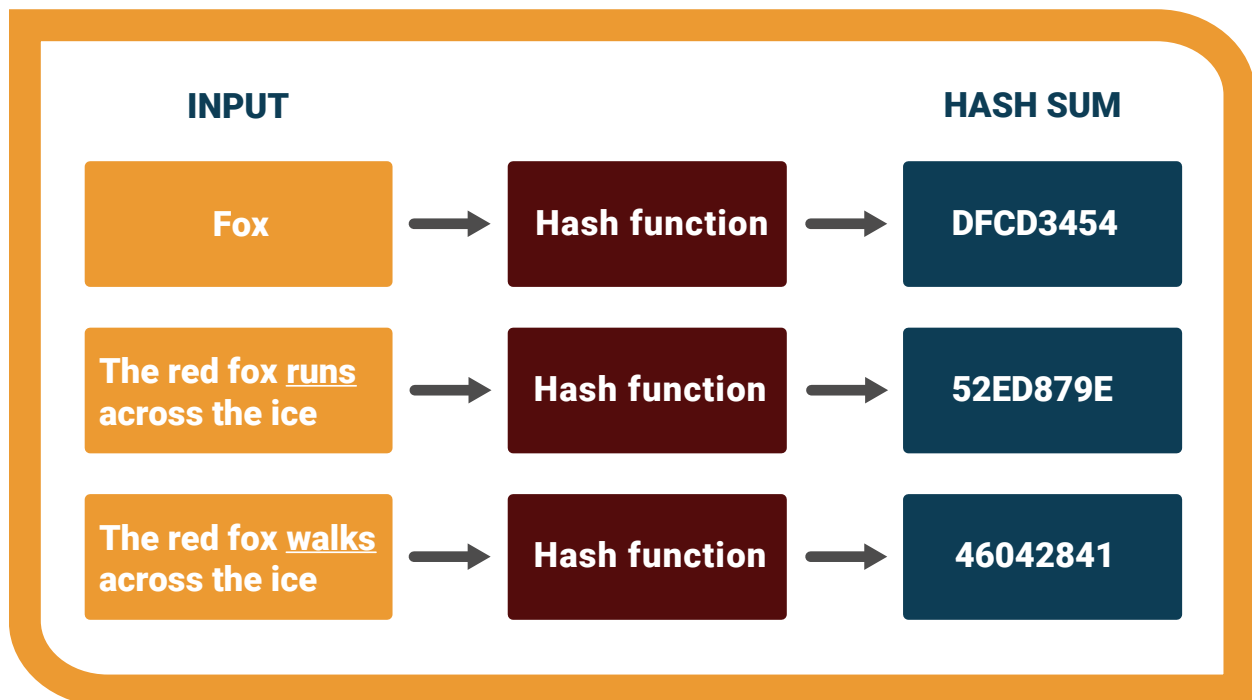 INPUT
HASH SUM
Fox
Hash function
DFCD3454
The red fox runs
across the ice
Hash function
52ED879E
The red fox walks
across the ice
Hash function
46042841